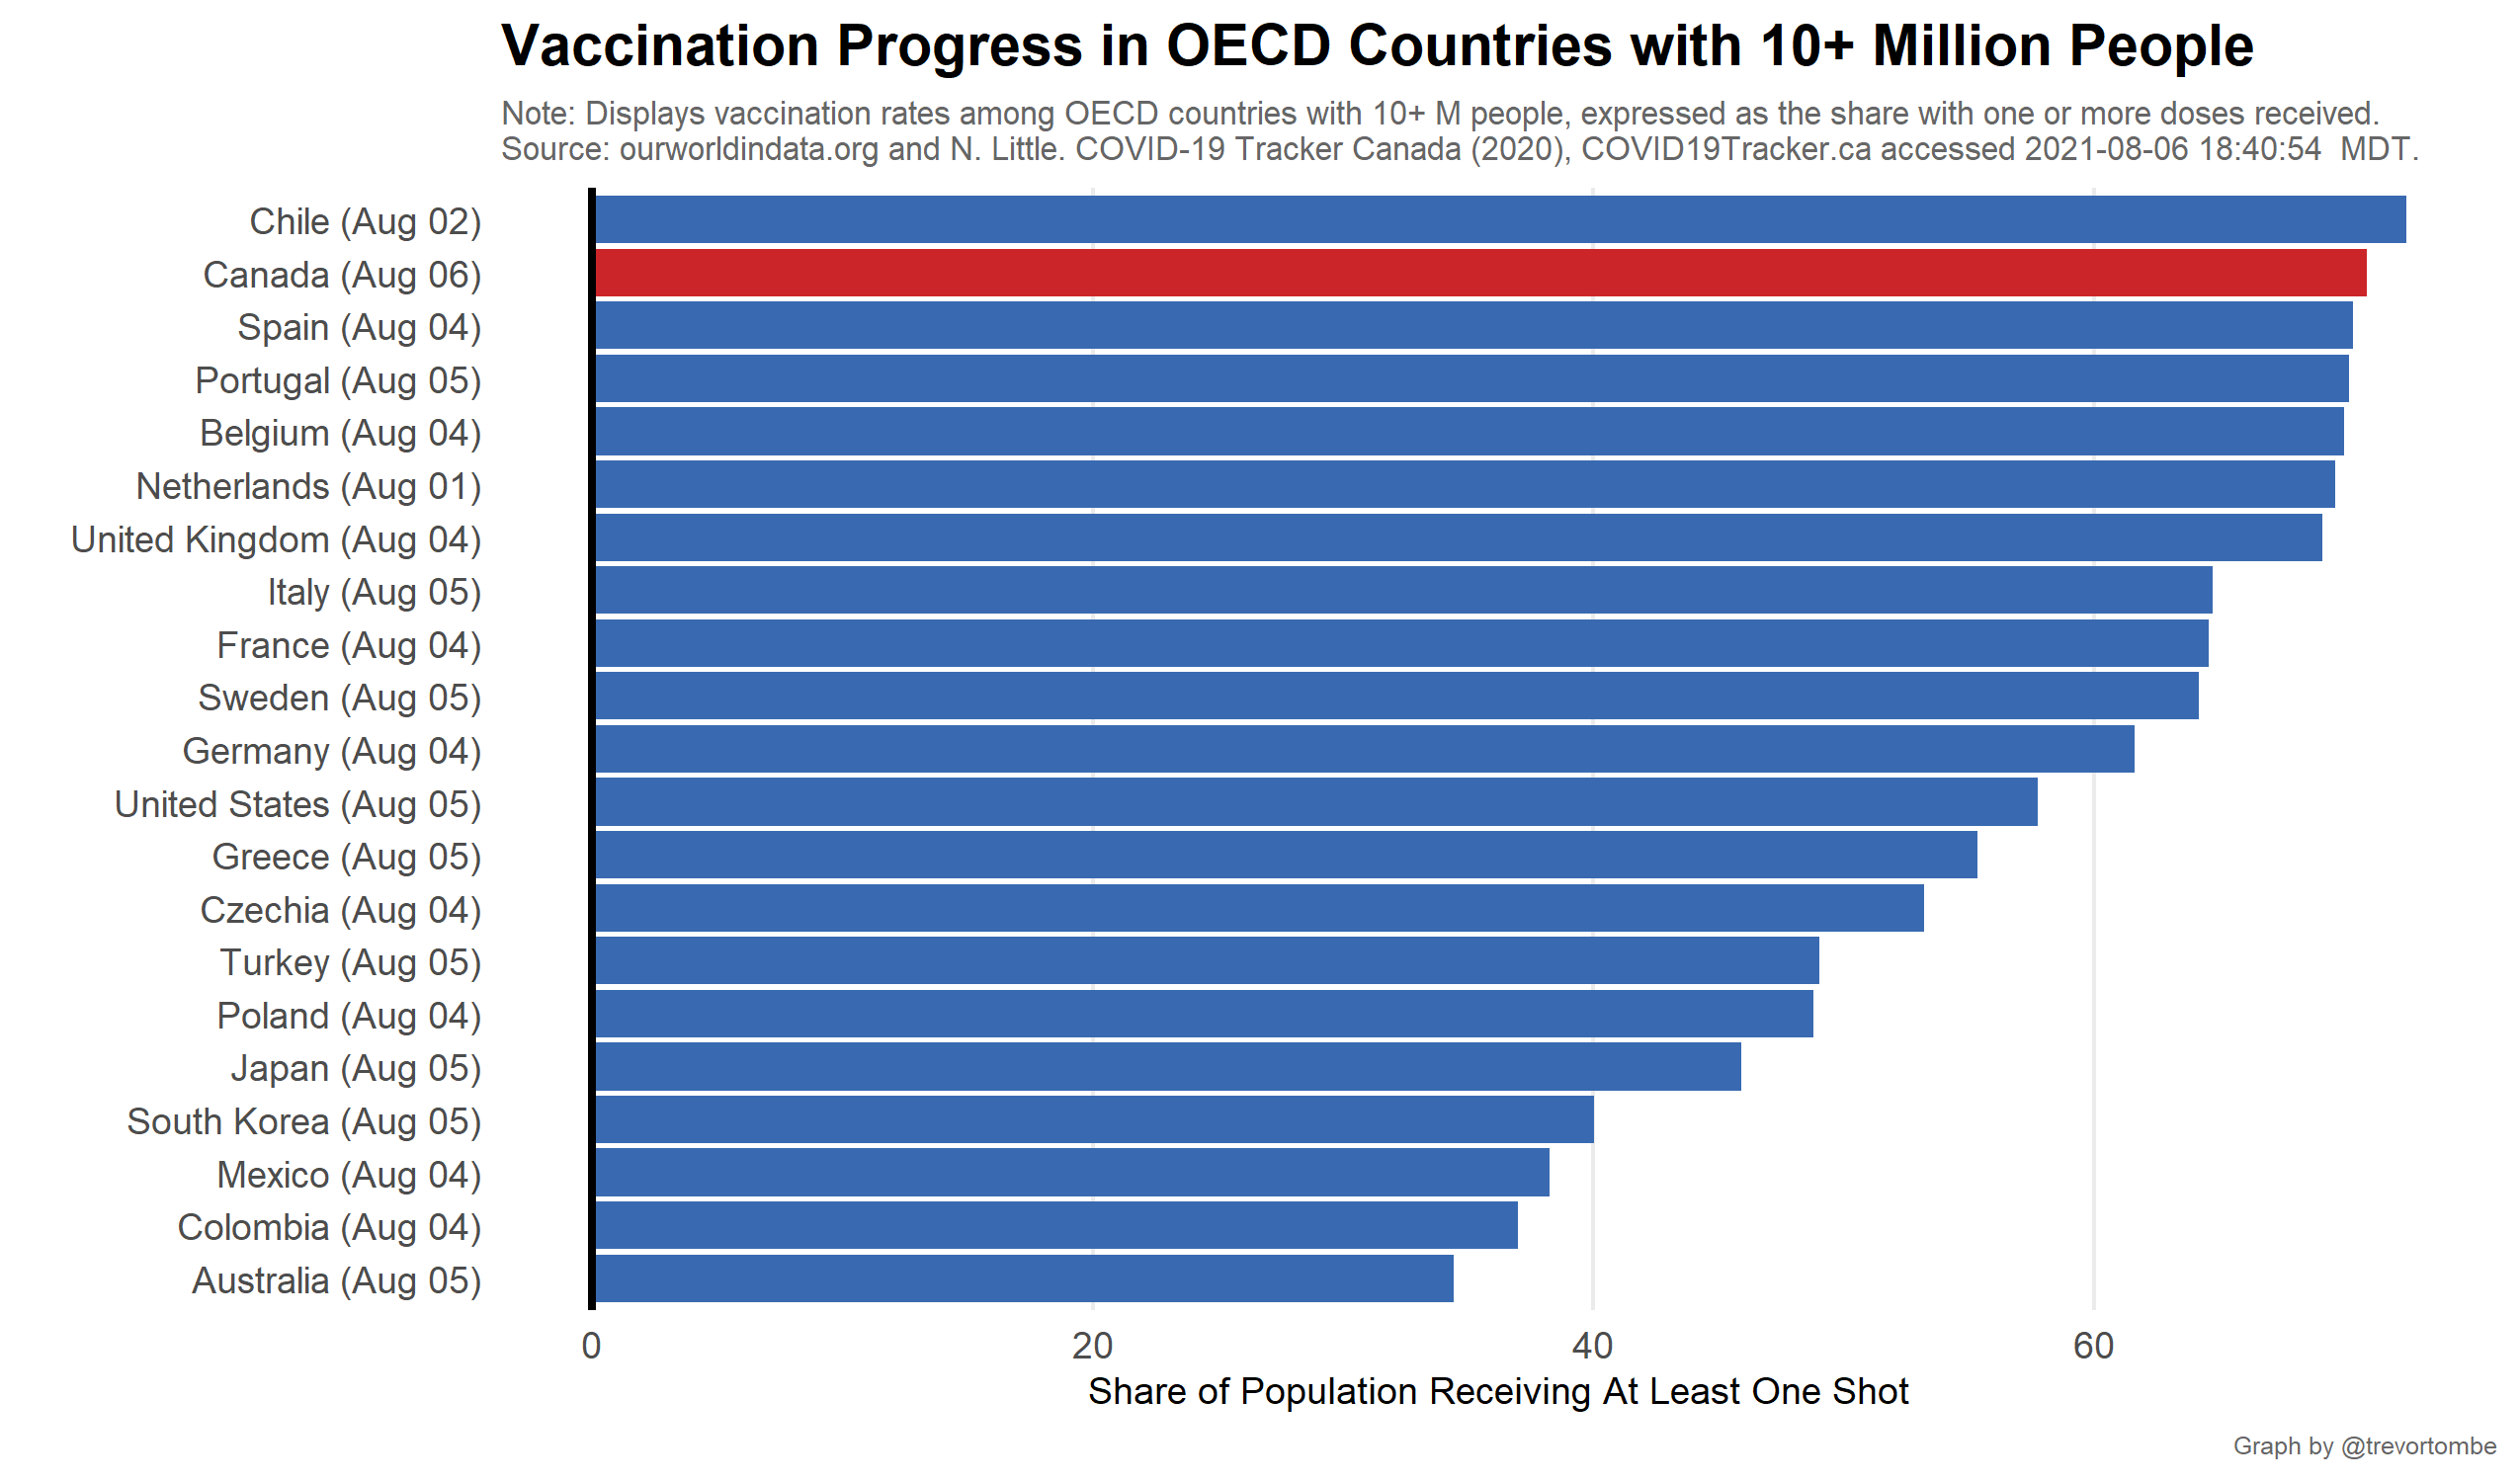 Vaccination Progress in OECD Countries with 10+ Million People
Note: Displays vaccination rates among OECD countries with 10+ M people, expressed as the share with one or more doses received.
Source: ourworldindata.org and N. Little. COVID-19 Tracker Canada (2020), COVID19Tracker.ca accessed 2021-08-06 18:40:54  MDT.
Chile (Aug 02)
Canada (Aug 06)
Spain (Aug 04)
Portugal (Aug 05)
Belgium (Aug 04)
Netherlands (Aug 01)
United Kingdom (Aug 04)
Italy (Aug 05)
France (Aug 04)
Sweden (Aug 05)
Germany (Aug 04)
United States (Aug 05)
Greece (Aug 05)
Czechia (Aug 04)
Turkey (Aug 05)
Poland (Aug 04)
Japan (Aug 05)
South Korea (Aug 05)
Mexico (Aug 04)
Colombia (Aug 04)
Australia (Aug 05)
0 20 40 60
Share of Population Receiving At Least One Shot
Graph by @trevortombe